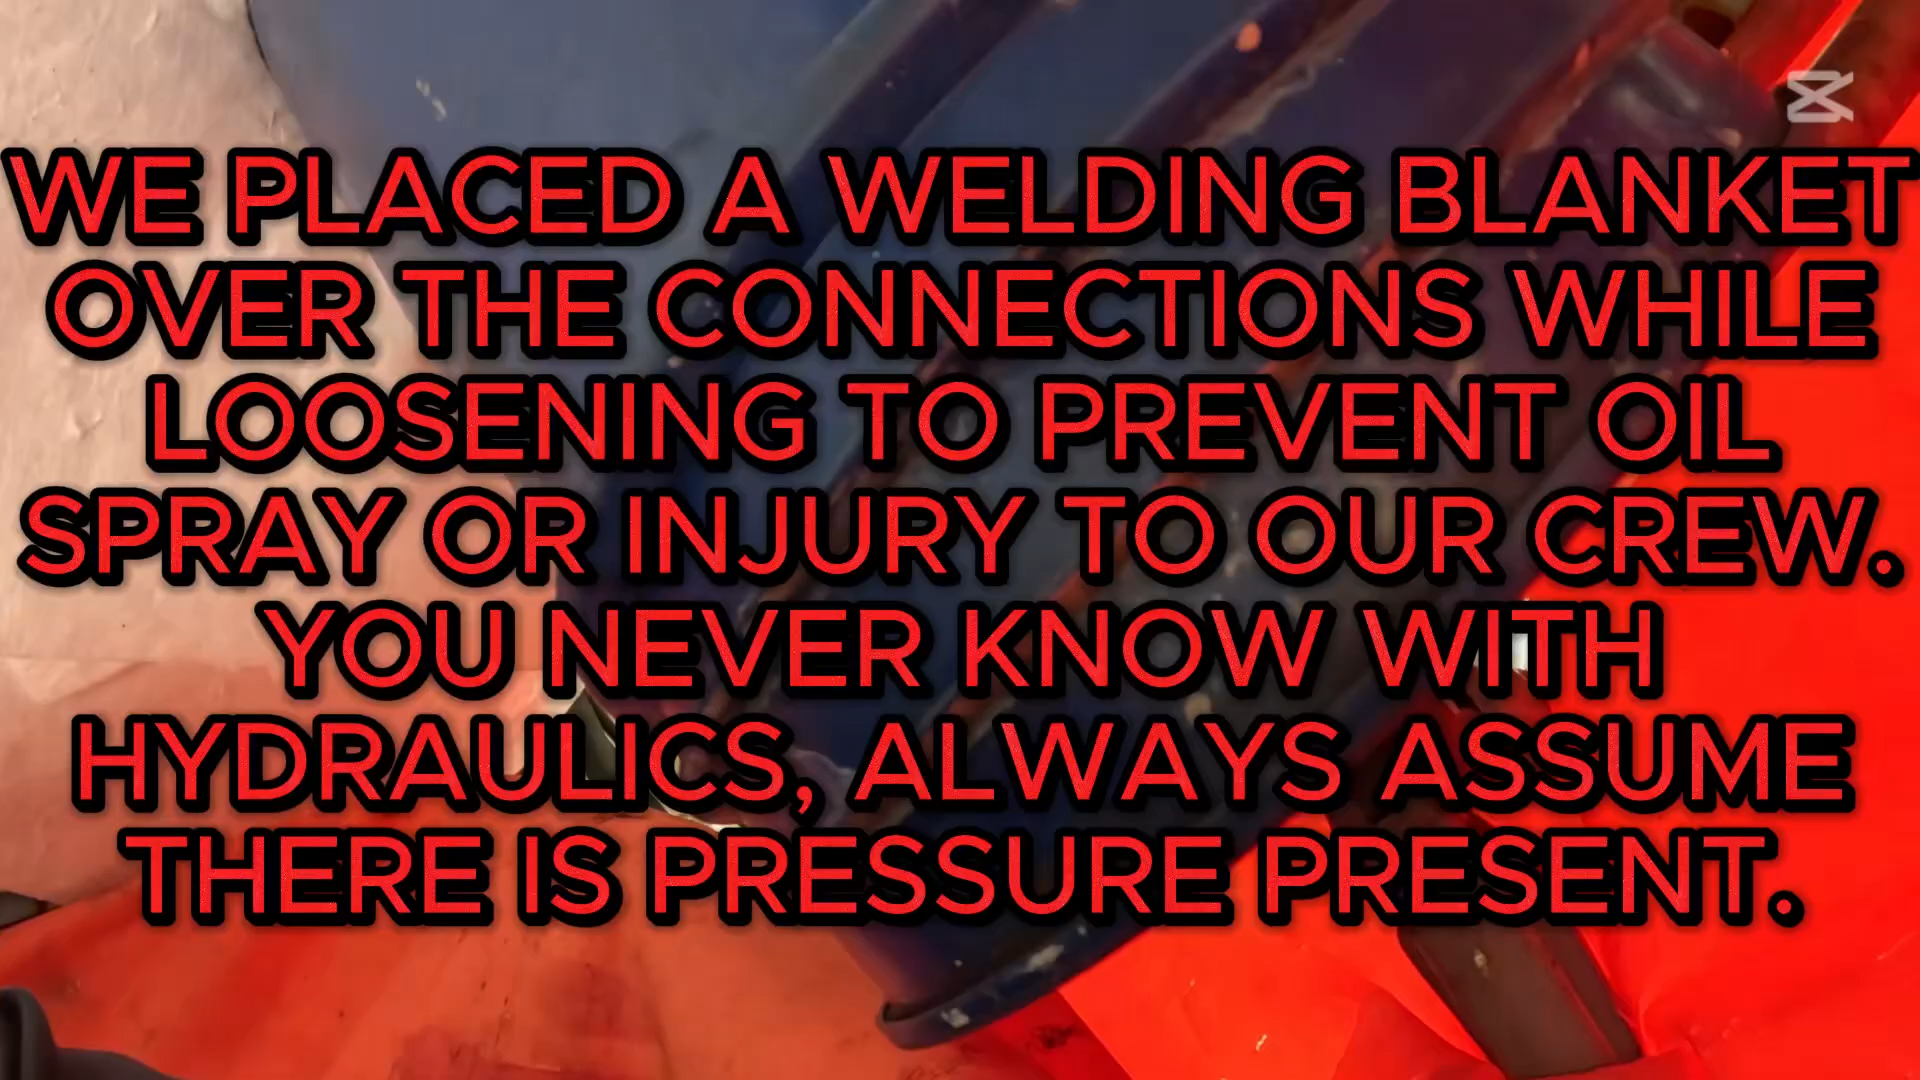 WE PLACED A WELDING BLANKET
OVER THE CONNECTIONS WHILE
LOOSENING TO PREVENT OIL
SPRAY OR INJURY TO OUR CREW.
YOU NEVER KNOW WITH
HYDRAULICS, ALWAYS ASSUME
THERE IS PRESSURE PRESENT.